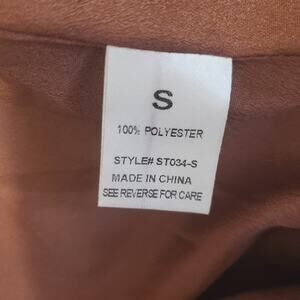 S
100% POLYESTER
STYLE# ST034-S
MADE IN CHINA
SEE REVERSE FOR CARE